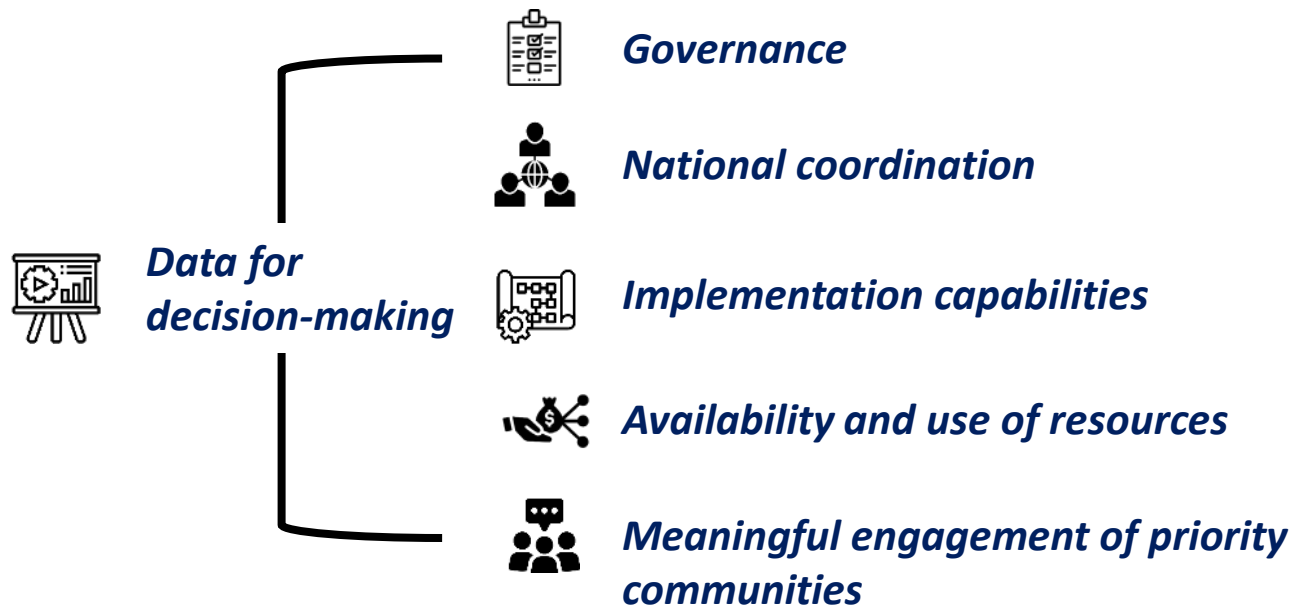 Governance
National coordination
Data for
decision-making
Implementation capabilities
Availability and use of resources
Meaningful engagement of priority
communities